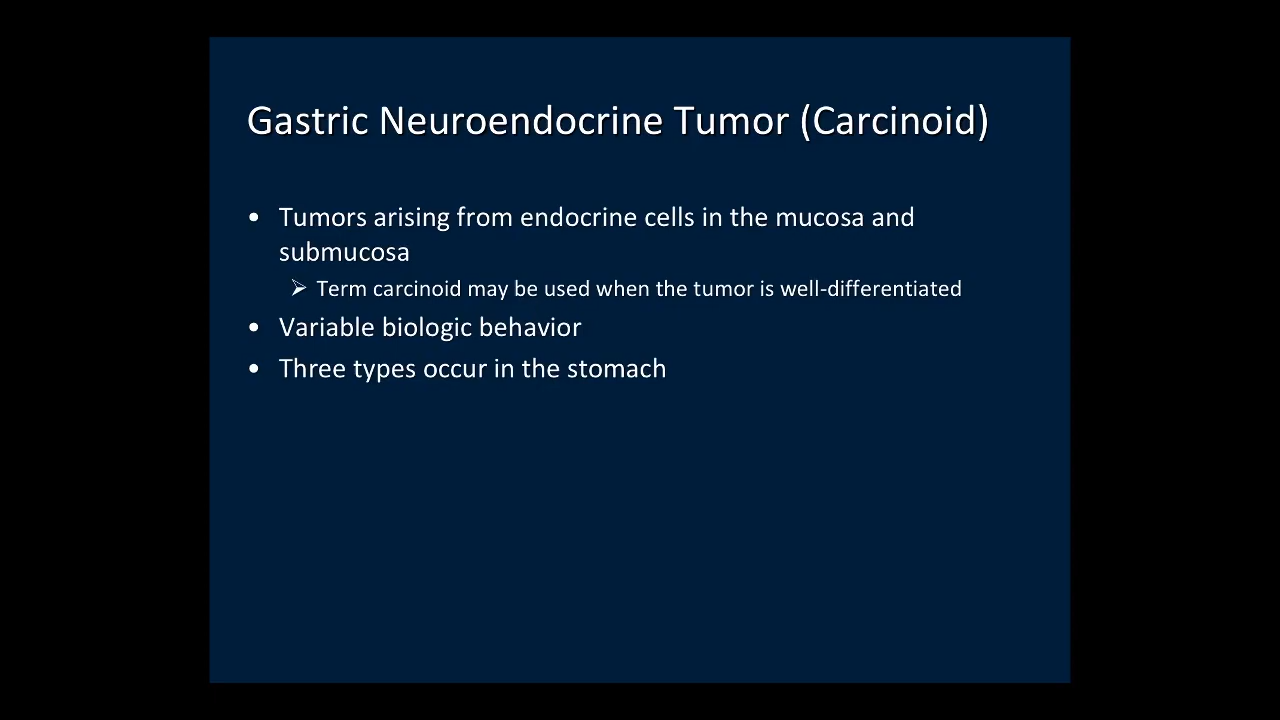 Gastric Neuroendocrine Tumor (Carcinoid)
• Tumors arising from endocrine cells in the mucosa and
submucosa
➢ Term carcinoid may be used when the tumor is well-differentiated
• Variable biologic behavior
• Three types occur in the stomach